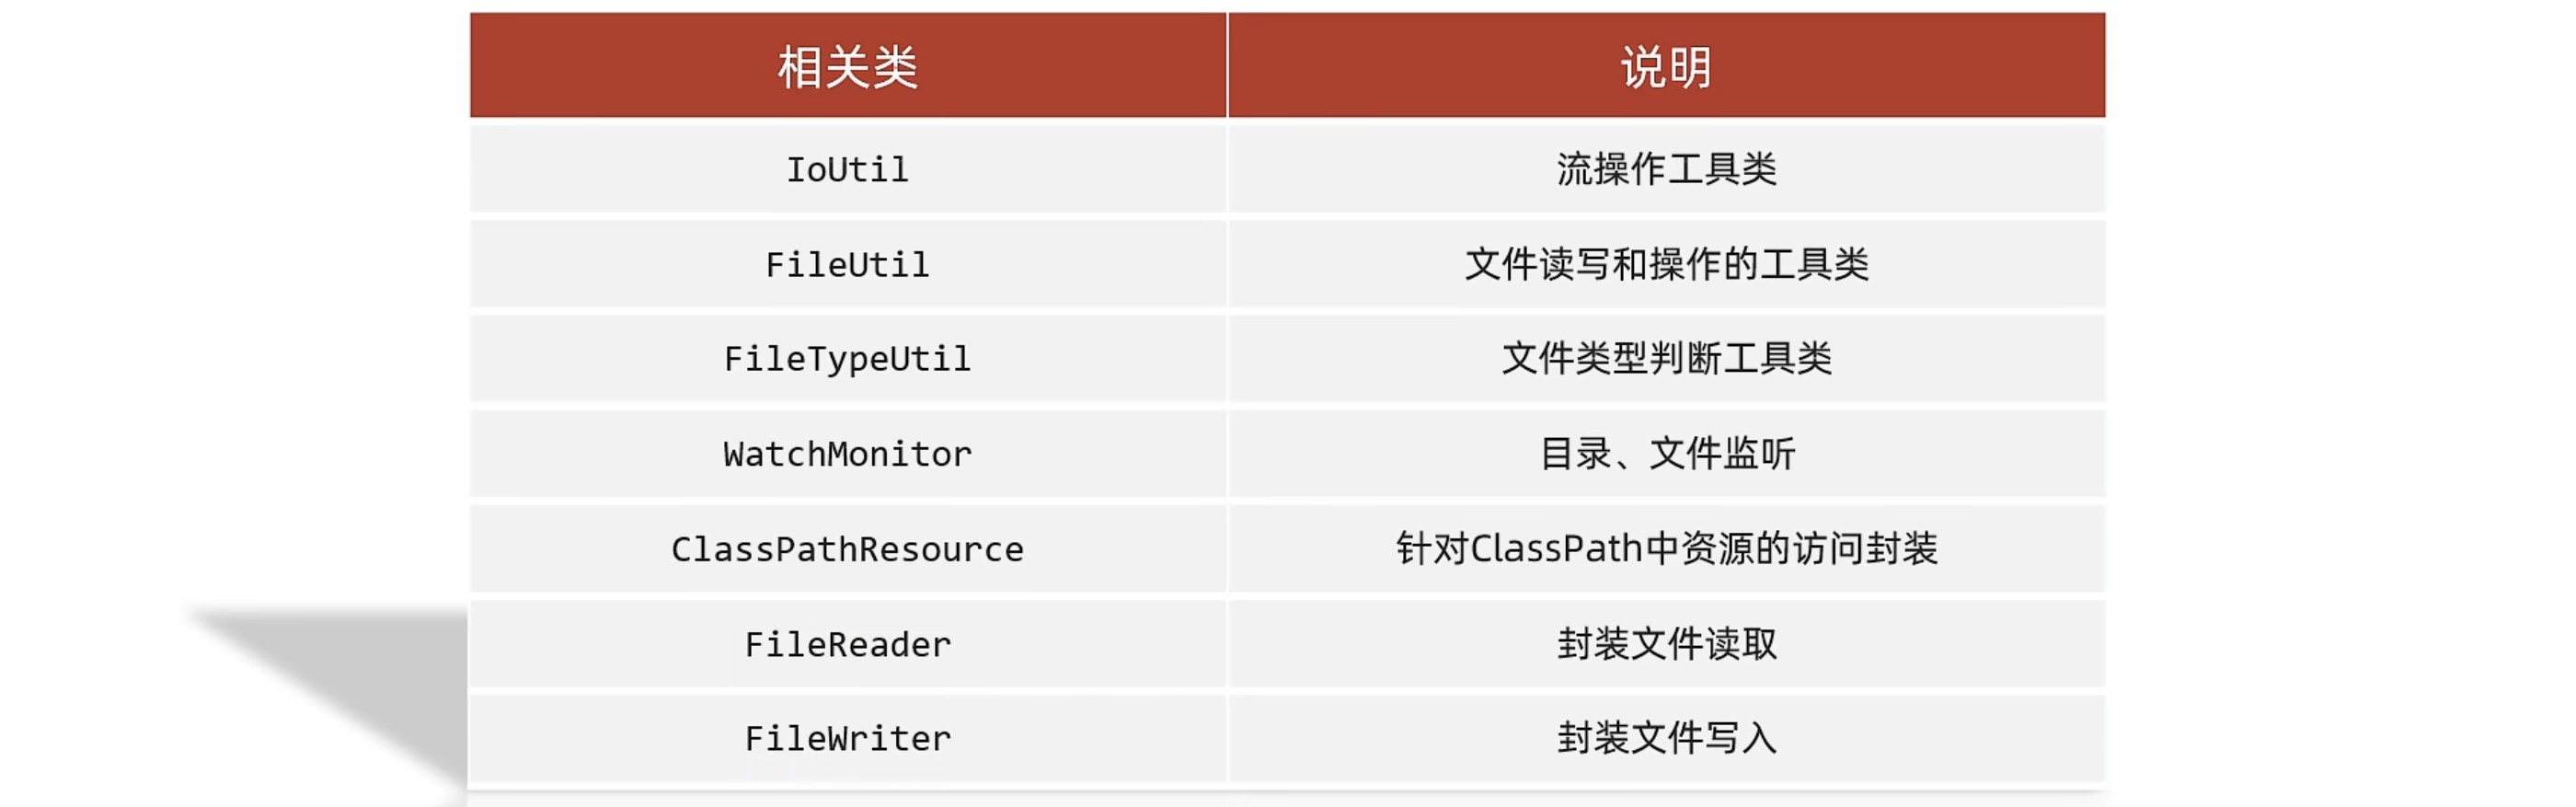 相关类 说明
IoUtil 流操作工具类
FileUtil 文件读写和操作的工具类
FileTypeUtil 文件类型判断工具类
WatchMonitor 目录、文件监听
ClassPathResource 针对ClassPath中资源的访问封装
FileReader 封装文件读取
FileWriter 封装文件写入